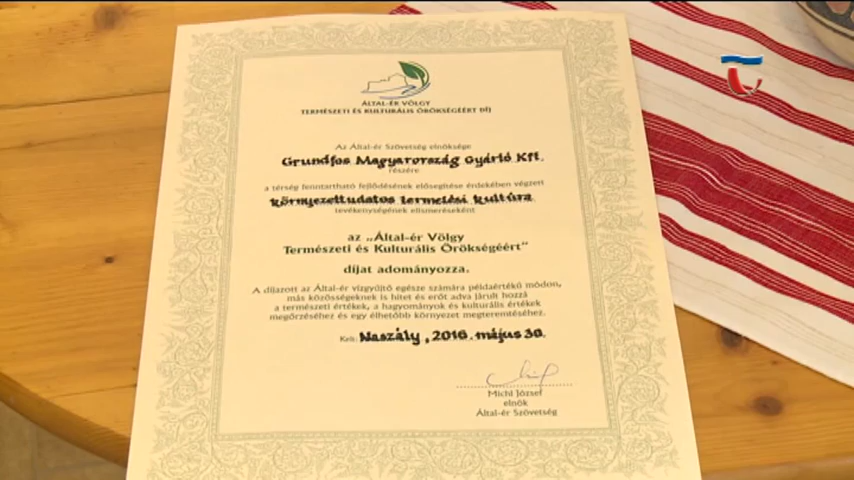 ÁLTAL-ÉR VÖLGY
TERMÉSZETI ÉS KULTURÁLIS ÖRÖKSÉGÉÉRT DÍJ
Az Által-ér Szövetség elnöksége
Grundfos Magyarország Gyártó Kft.
részére
a térség fenntartható fejlődésének elősegítése érdekében végzett
környezettudatos termelési kultúra
tevékenységének elismeréseként
az „Által-ér Völgy
Természeti és Kulturális Örökségéért"
díjat adományozza.
A díjazott az Által-ér vízgyűjtő egésze számára példaértékű módon,
más közösségeknek is hitet és erőt adva járult hozzá
a természeti értékek, a hagyományok és kulturális értékek
megőrzéséhez és egy élhetőbb környezet megteremtéséhez.
Kelt: Naszály, 2016. május 30.
Michl József
elnök
Által-ér Szövetség